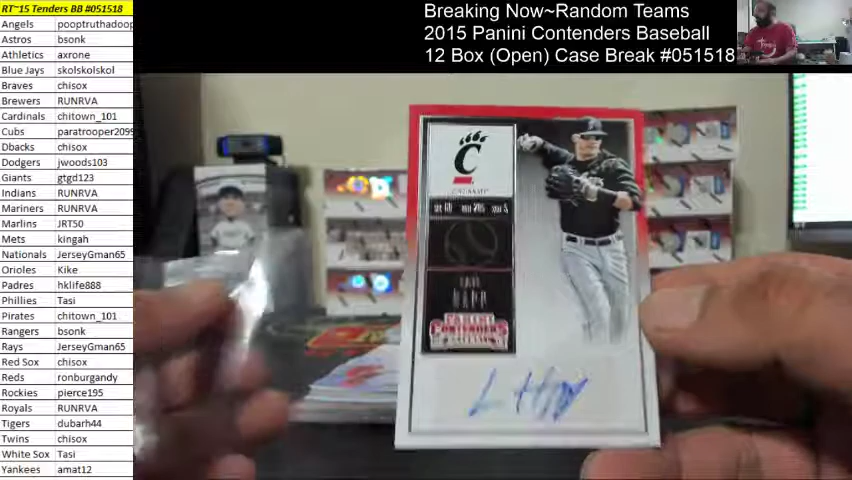 RT~15 Tenders BB #051518
Angels pooptruthadoop
Astros bsonk
Athletics axrone
Blue Jays skolskolskol
Braves chisox
Brewers RUNRVA
Cardinals chitown_101
Cubs paratrooper2099
Dbacks chisox
Dodgers jwoods103
Giants gtgd123
Indians RUNRVA
Mariners RUNRVA
Marlins JRT50
Mets kingah
Nationals JerseyGman65
Orioles Kike
Padres hklife888
Phillies Tasi
Pirates chitown_101
Rangers bsonk
Rays JerseyGman65
Red Sox chisox
Reds ronburgandy
Rockies pierce195
Royals RUNRVA
Tigers dubarh44
Twins chisox
White Sox Tasi
Yankees amat12
Breaking Now~Random Teams
2015 Panini Contenders Baseball
12 Box (Open) Case Break #051518
C
CINCINNATI
HAPP
PANINI
CONTENDERS
BASEBALL